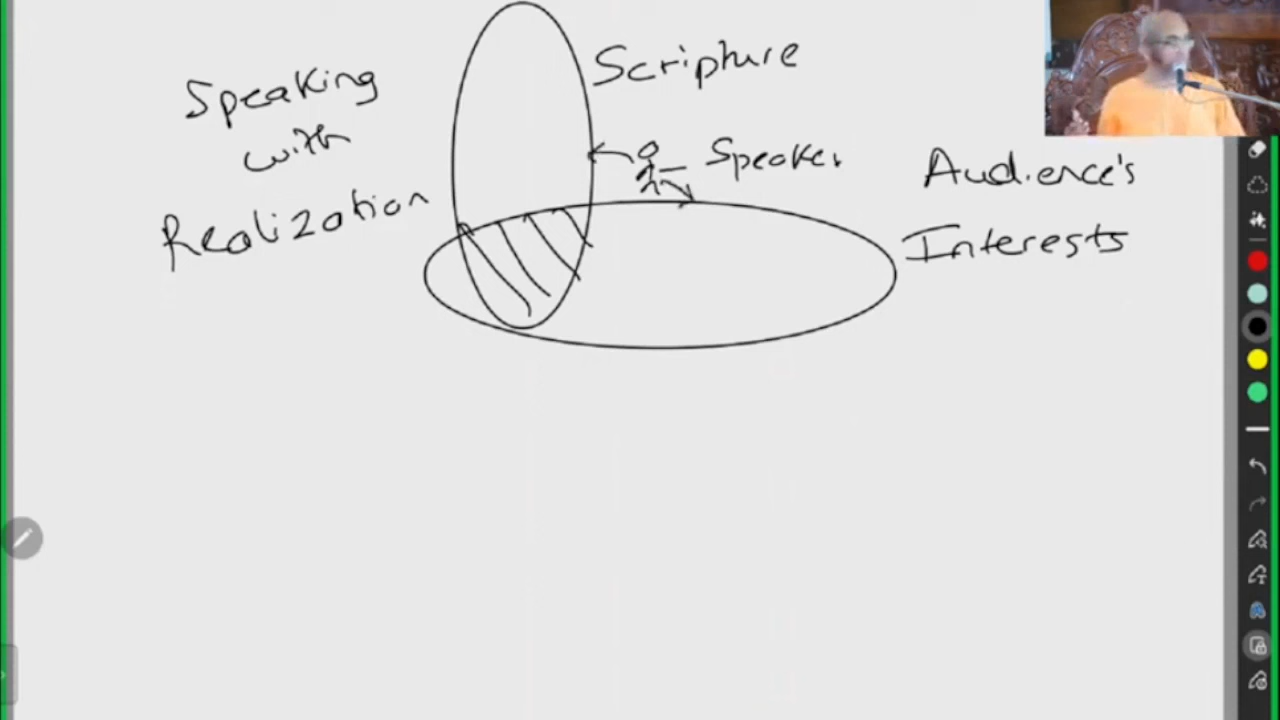 Speaking
with
Realization
Scripture
Speaker
Audience's
Interests